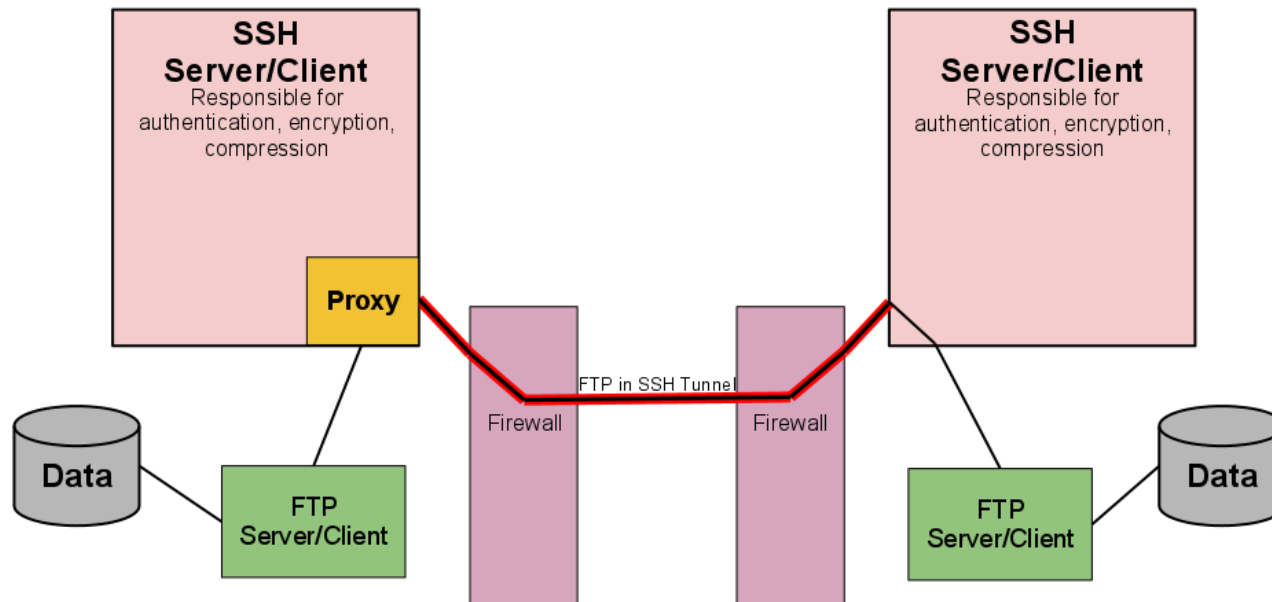 SSH
Server/Client
Responsible for
authentication, encryption,
compression
Proxy
SSH
Server/Client
Responsible for
authentication, encryption,
compression
FTP in SSH Tunnel
Firewall
Firewall
Data
FTP
Server/Client
FTP
Server/Client
Data